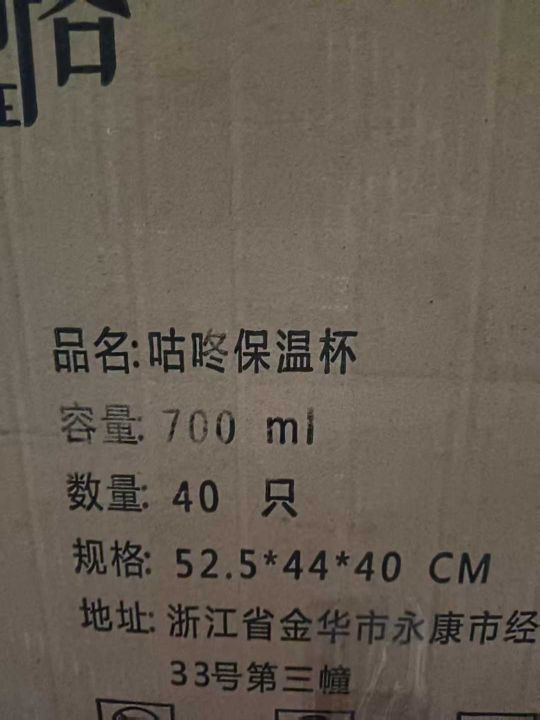 品名:咕咚保温杯
容量: 700 ml
数量: 40 只
规格: 52.5*44*40 CM
地址: 浙江省金华市永康市经
33号第三幢